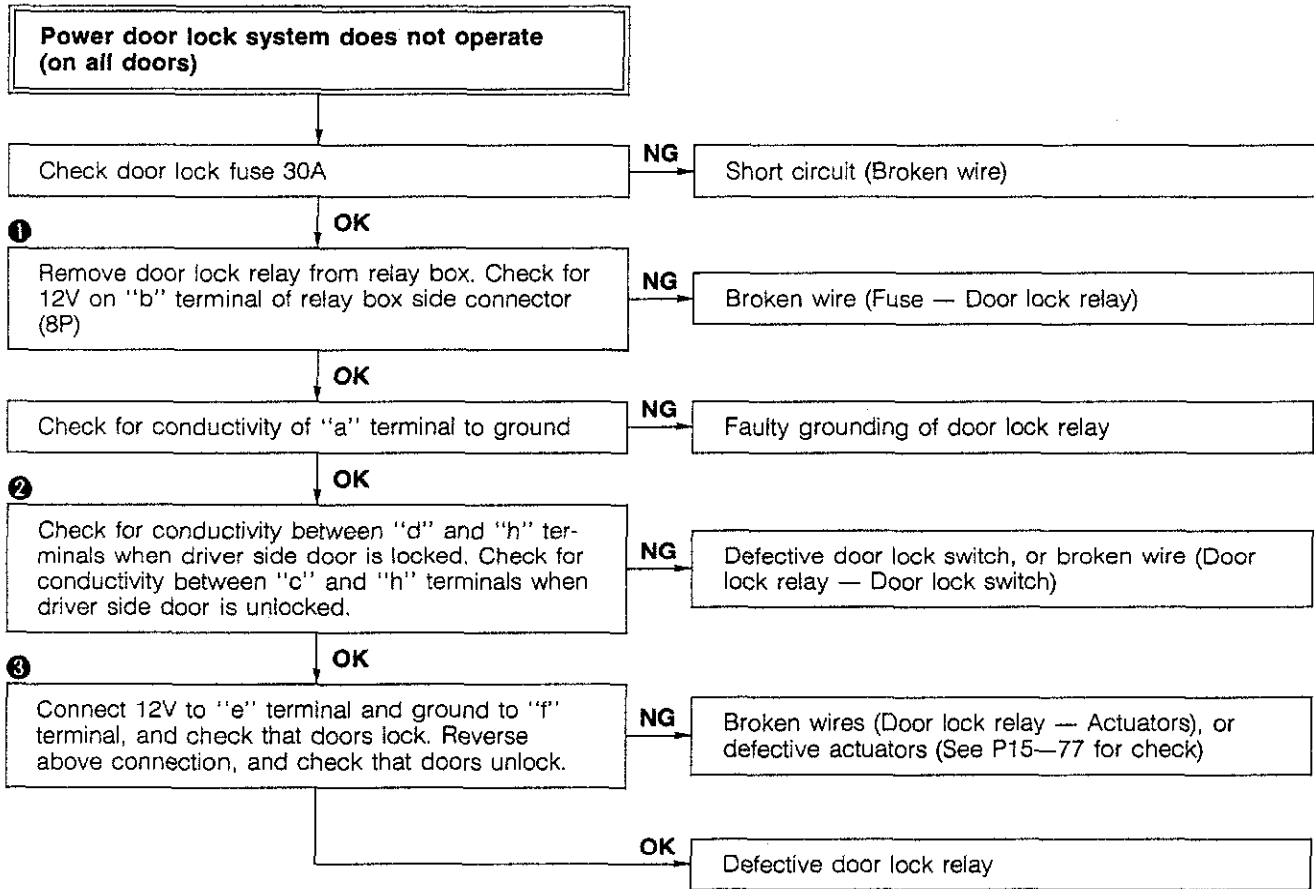 Power door lock system does not operate
(on all doors)
Check door lock fuse 30A
NG
Short circuit (Broken wire)
OK
❶
Remove door lock relay from relay box. Check for
12V on "b" terminal of relay box side connector
(8P)
NG
Broken wire (Fuse — Door lock relay)
OK
Check for conductivity of "a" terminal to ground
NG
Faulty grounding of door lock relay
OK
❷
Check for conductivity between "d" and "h" ter-
minals when driver side door is locked. Check for
conductivity between "c" and "h" terminals when
driver side door is unlocked.
NG
Defective door lock switch, or broken wire (Door
lock relay — Door lock switch)
OK
❸
Connect 12V to "e" terminal and ground to "f"
terminal, and check that doors lock. Reverse
above connection, and check that doors unlock.
NG
Broken wires (Door lock relay — Actuators), or
defective actuators (See P15—77 for check)
OK
Defective door lock relay